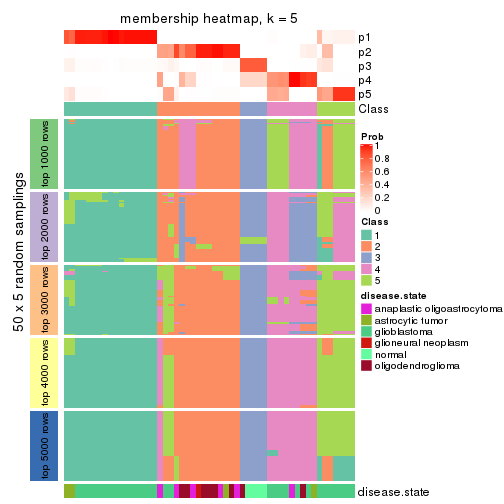 membership heatmap, k = 5
p1
p2
p3
p4
p5
Class
Prob
1
0.8
0.6
0.4
0.2
0
Class
1
2
3
4
5
disease.state
anaplastic oligoastrocytoma
astrocytic tumor
glioblastoma
glioneural neoplasm
normal
oligodendroglioma
50 x 5 random samplings
top 1000 rows
top 2000 rows
top 3000 rows
top 4000 rows
top 5000 rows
disease.state